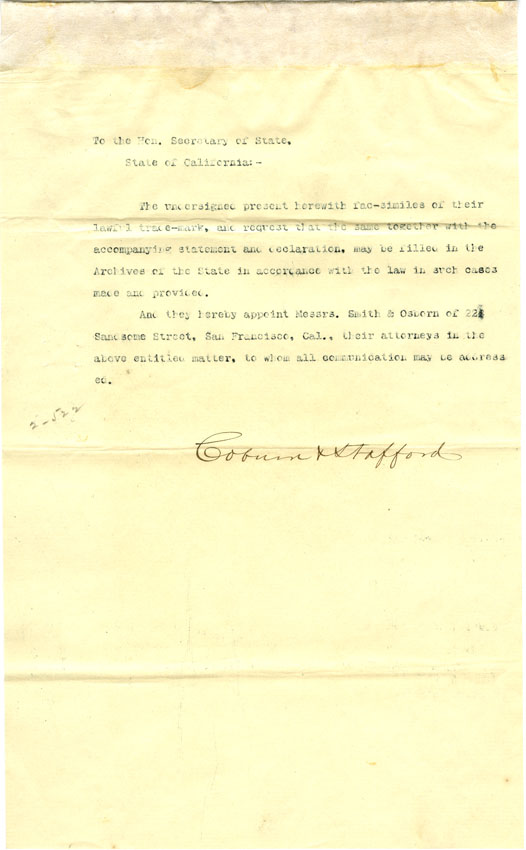 To the Hon. Secretary of State,
State of California:-
The undersigned present herewith fac-similes of their
lawful trade-mark, and request that the same together with the
accompanying statement and declaration, may be filled in the
Archives of the State in accordance with the law in such cases
made and provided.
And they hereby appoint Messrs. Smith & Osborn of
Sansome Street, San Francisco, Cal., their attorneys in the
above entitled matter, to whom all communication may be address
ed.
2-522
Coburn & Stafford